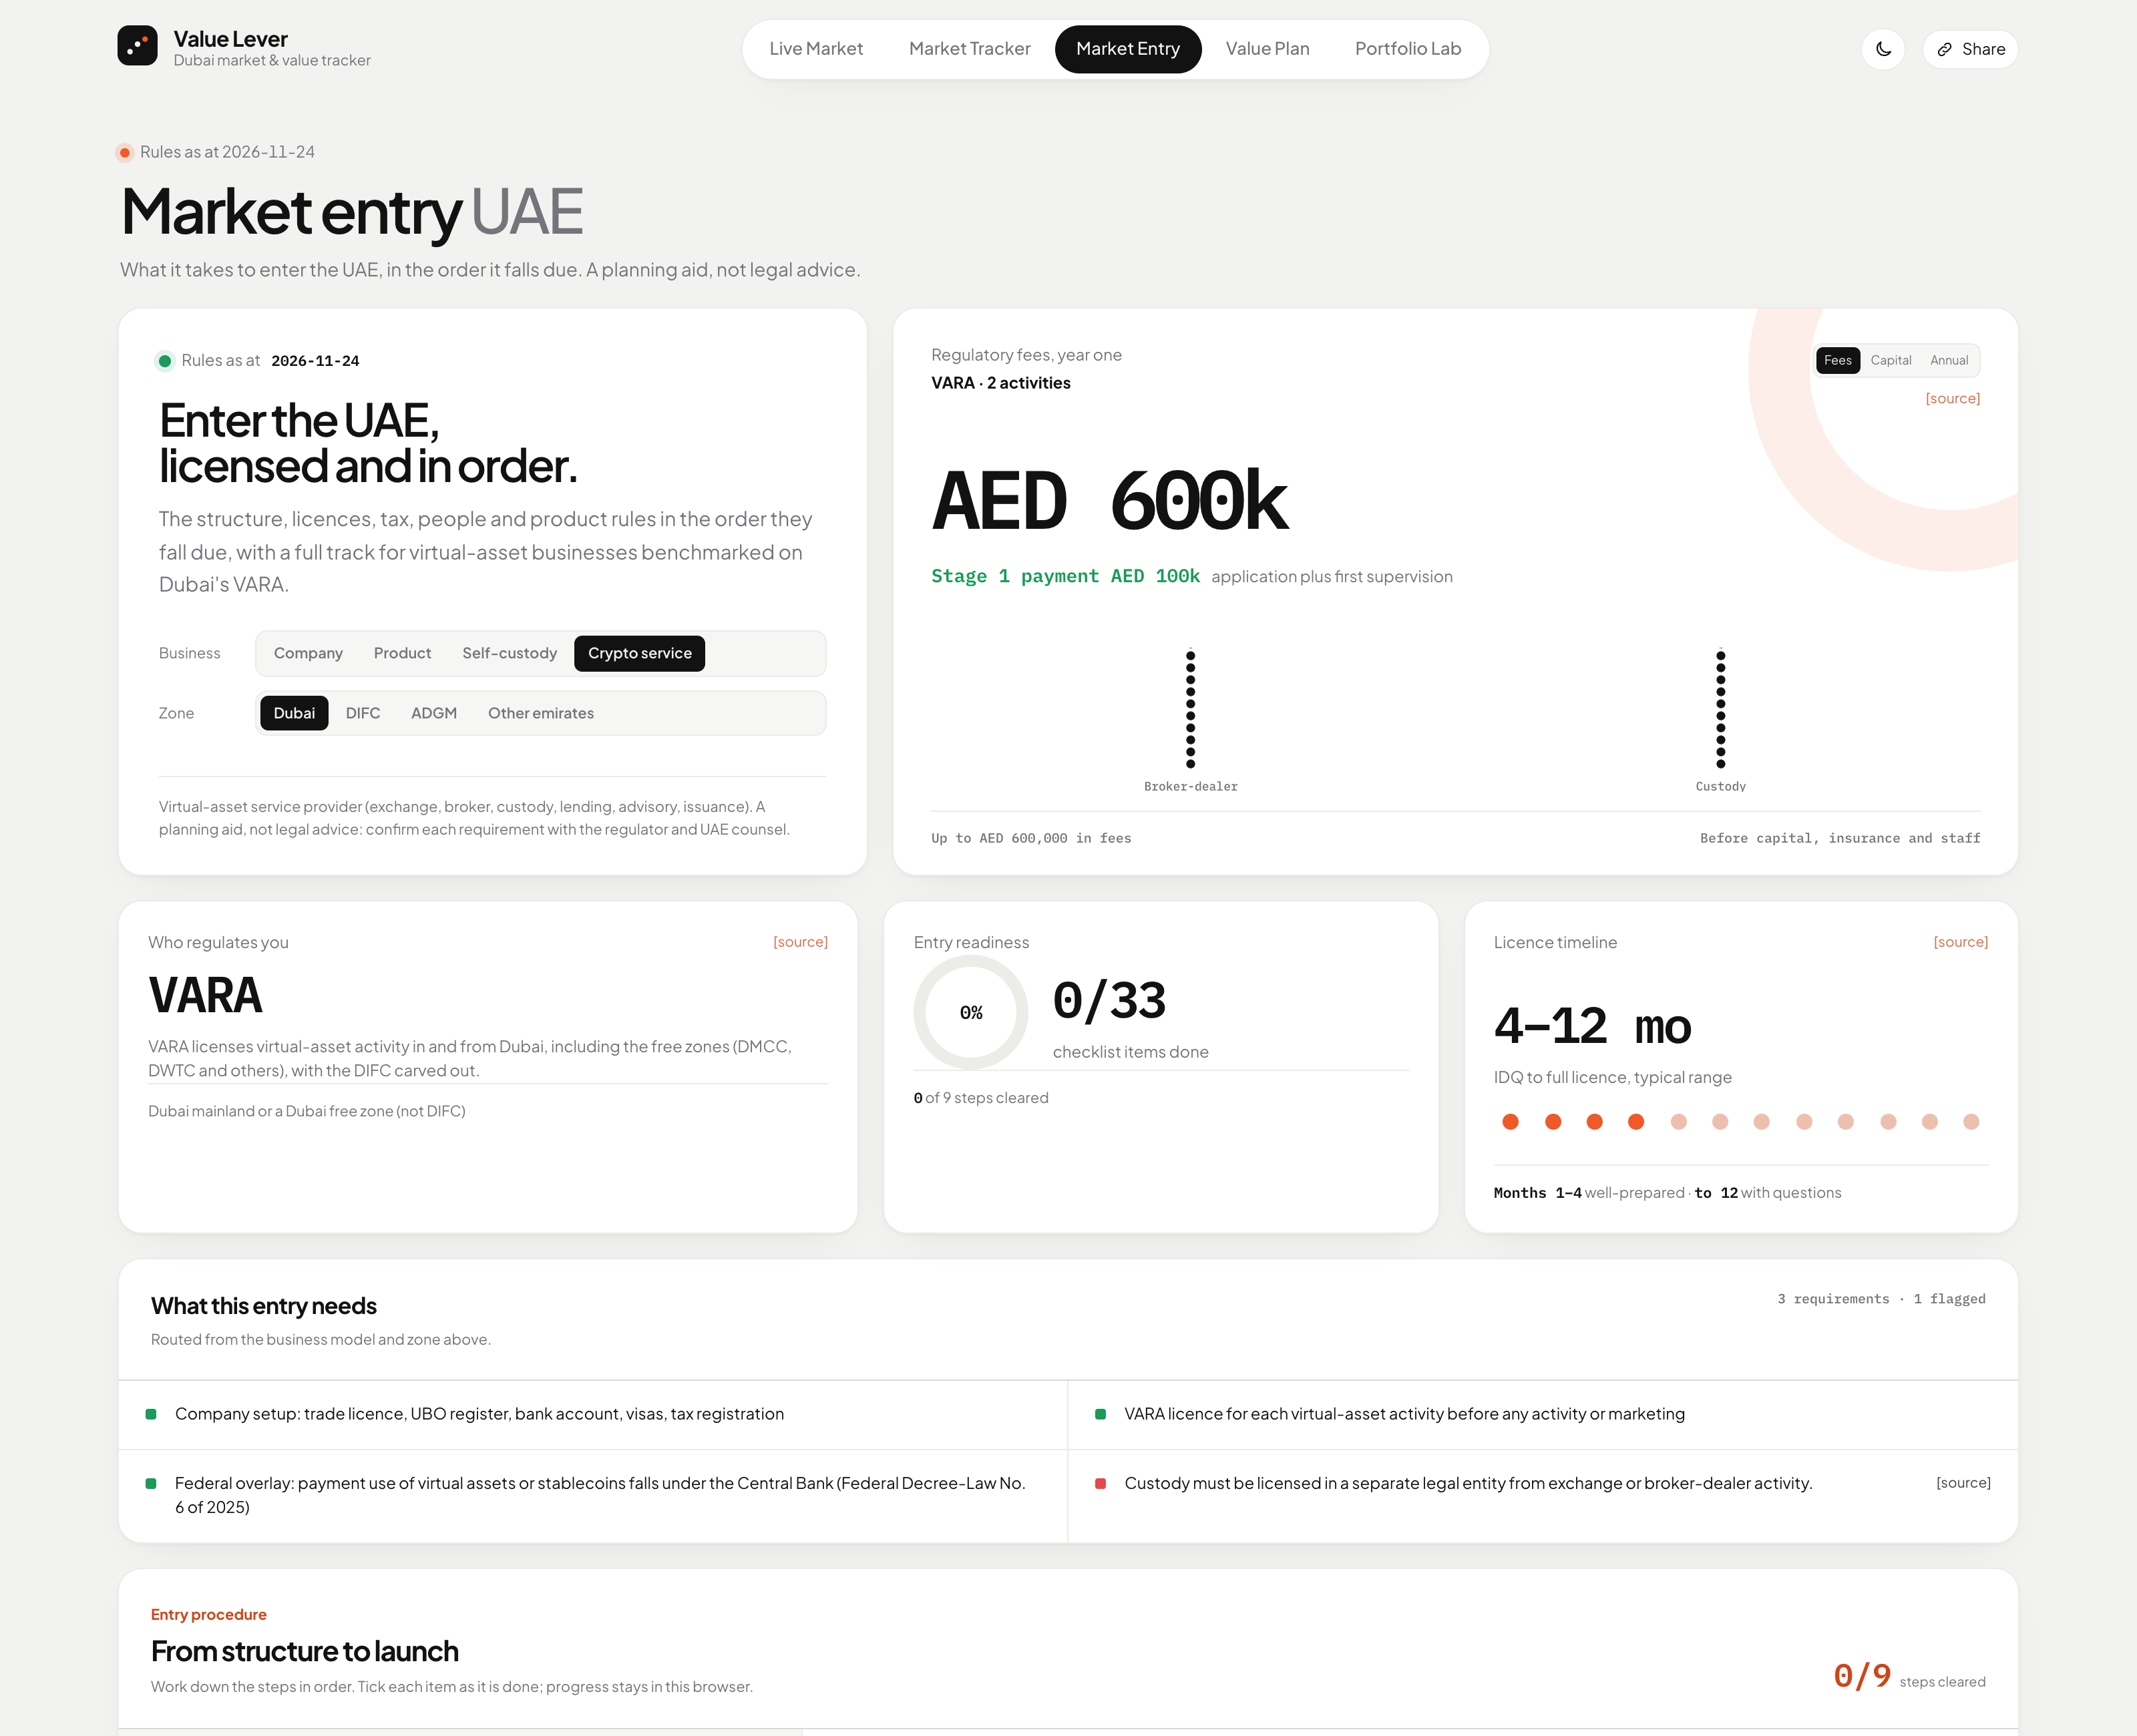 Value Lever
Dubai market & value tracker
Live Market
Market Tracker
Market Entry
Value Plan
Portfolio Lab
Share
Rules as at 2026-11-24
Market entry UAE
What it takes to enter the UAE, in the order it falls due. A planning aid, not legal advice.
Rules as at 2026-11-24
Enter the UAE,
licensed and in order.
The structure, licences, tax, people and product rules in the order they
fall due, with a full track for virtual-asset businesses benchmarked on
Dubai's VARA.
Business
Company
Product
Self-custody
Crypto service
Zone
Dubai
DIFC
ADGM
Other emirates
Virtual-asset service provider (exchange, broker, custody, lending, advisory, issuance). A
planning aid, not legal advice: confirm each requirement with the regulator and UAE counsel.
Regulatory fees, year one
VARA · 2 activities
Fees
Capital
Annual
[source]
AED 600k
Stage 1 payment AED 100k application plus first supervision
Broker-dealer
Custody
Up to AED 600,000 in fees
Before capital, insurance and staff
Who regulates you
[source]
VARA
VARA licenses virtual-asset activity in and from Dubai, including the free zones (DMCC,
DWTC and others), with the DIFC carved out.
Dubai mainland or a Dubai free zone (not DIFC)
Entry readiness
0%
0/33
checklist items done
0 of 9 steps cleared
Licence timeline
[source]
4–12 mo
IDQ to full licence, typical range
Months 1–4 well-prepared · to 12 with questions
What this entry needs
3 requirements · 1 flagged
Routed from the business model and zone above.
Company setup: trade licence, UBO register, bank account, visas, tax registration
VARA licence for each virtual-asset activity before any activity or marketing
Federal overlay: payment use of virtual assets or stablecoins falls under the Central Bank (Federal Decree-Law No.
6 of 2025)
Custody must be licensed in a separate legal entity from exchange or broker-dealer activity.
[source]
Entry procedure
From structure to launch
Work down the steps in order. Tick each item as it is done; progress stays in this browser.
0/9 steps cleared